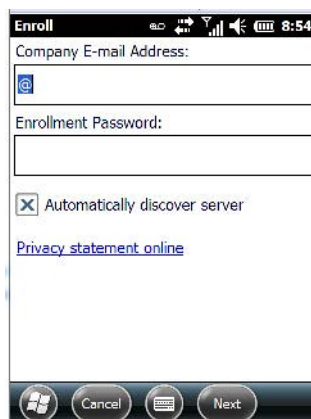 Enroll 8:54
Company E-mail Address:
@
Enrollment Password:
Automatically discover server
Privacy statement online
Cancel Next